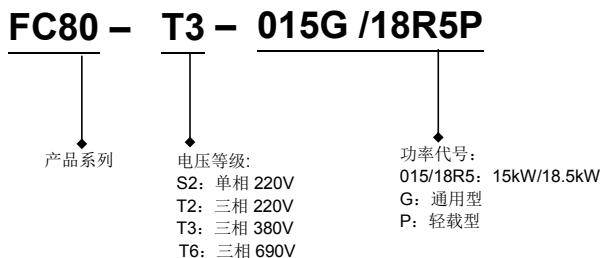 FC80 – T3 – 015G /18R5P
产品系列
电压等级:
S2：单相 220V
T2：三相 220V
T3：三相 380V
T6：三相 690V
功率代号：
015/18R5：15kW/18.5kW
G：通用型
P：轻载型